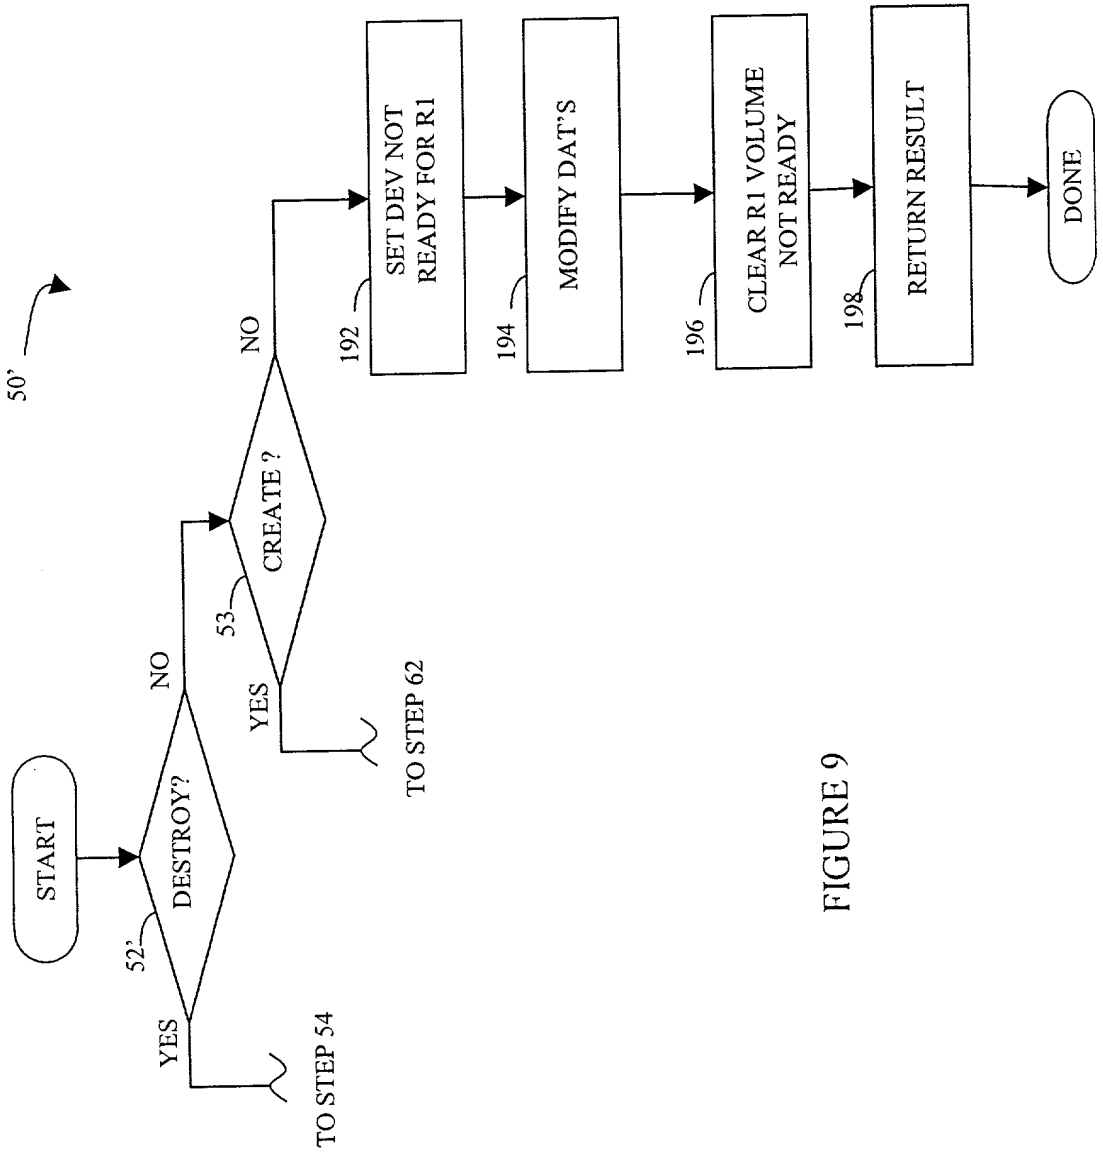 50’
START
DESTROY?
52’
YES
NO
TO STEP 54
CREATE ?
53
YES
NO
TO STEP 62
192
SET DEV NOT
READY FOR R1
194
MODIFY DAT'S
196
CLEAR R1 VOLUME
NOT READY
198
RETURN RESULT
DONE
FIGURE 9